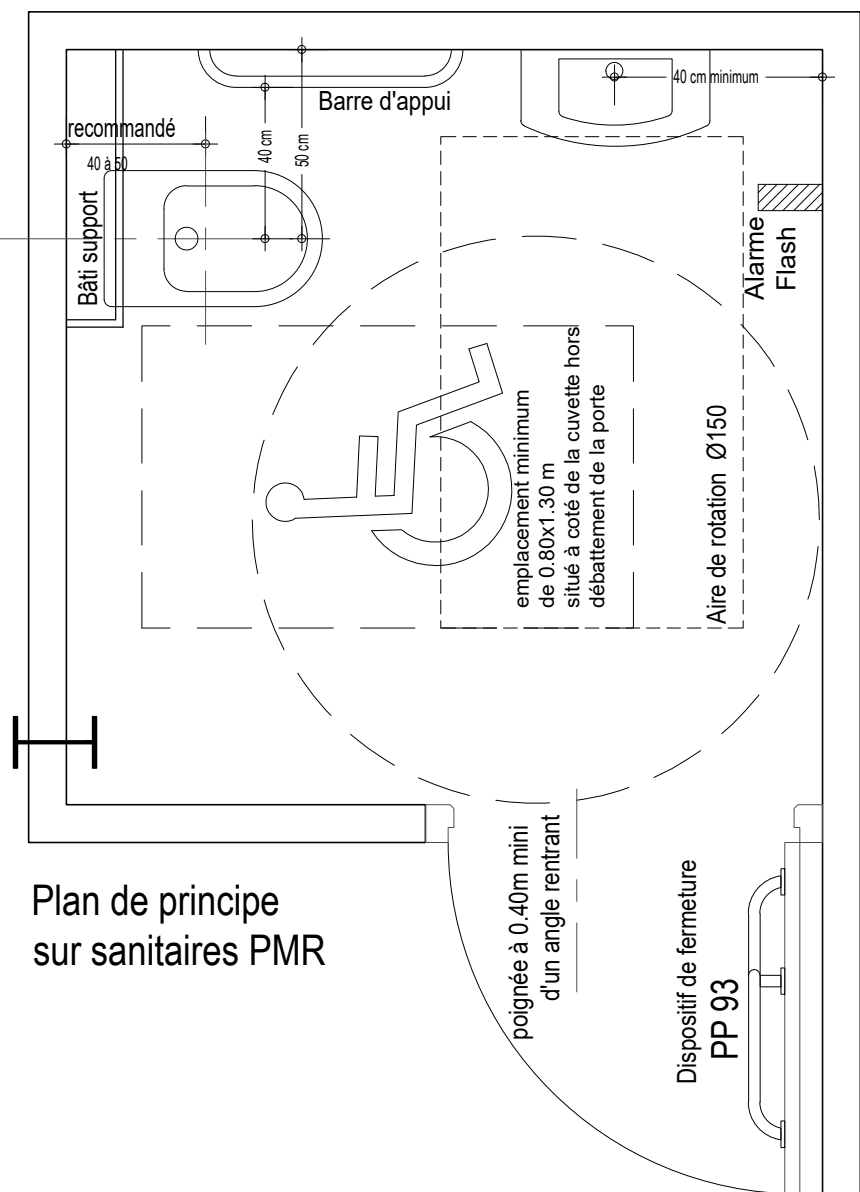 40 cm minimum
Barre d'appui
recommandé
40 à 50
40 cm
50 cm
Bâti support
Alarme
Flash
emplacement minimum
de 0.80x1.30 m
situé à coté de la cuvette hors
débattement de la porte
Aire de rotation Ø150
poignée à 0.40m mini
d'un angle rentrant
Dispositif de fermeture
PP 93
Plan de principe
sur sanitaires PMR